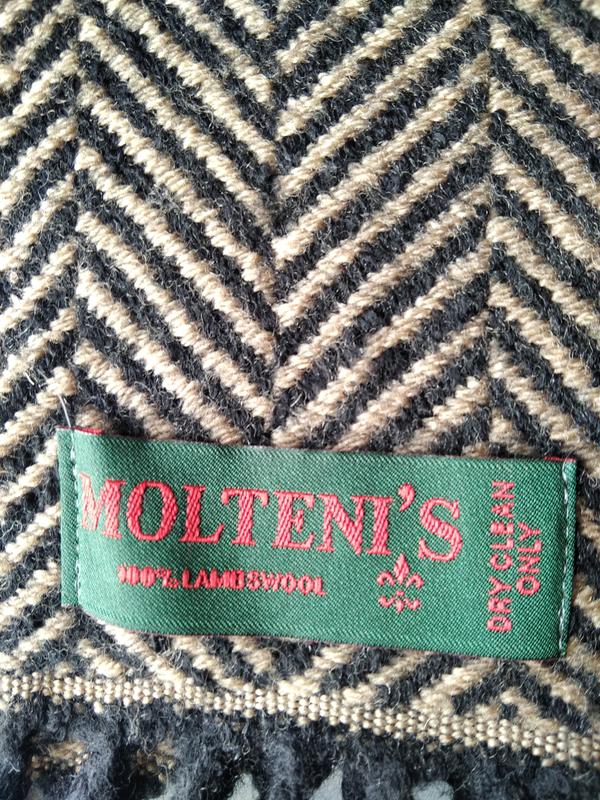 MOLTENI'S
100% LAMBSWOOL
DRY CLEAN
ONLY